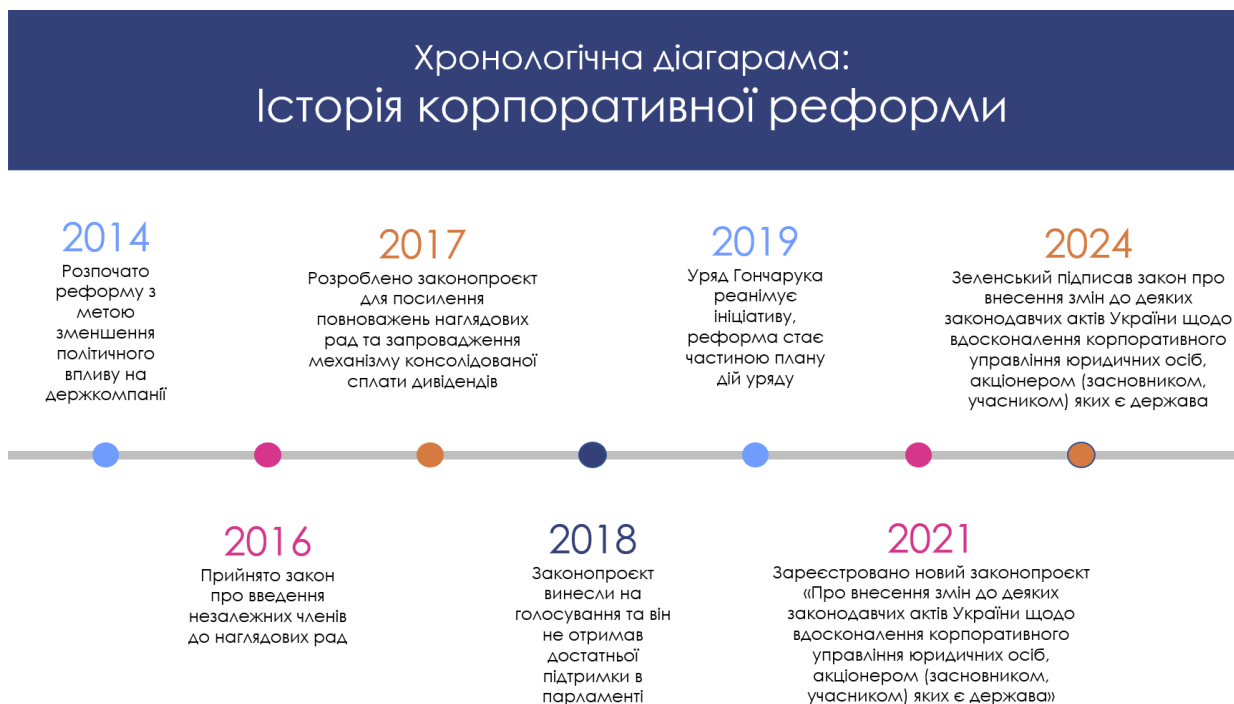 Хронологічна діагарама:
Історія корпоративної реформи
2014
Розпочато
реформу з
метою
зменшення
політичного
впливу на
держкомпанії
2016
Прийнято закон
про введення
незалежних членів
до наглядових рад
2017
Розроблено законопроєкт
для посилення
повноважень наглядових
рад та запровадження
механізму консолідованої
сплати дивідендів
2018
Законопроєкт
винесли на
голосування та він
не отримав
достатньої
підтримки в
парламенті
2019
Уряд Гончарука
реанімує
ініціативу,
реформа стає
частиною плану
дій уряду
2021
Зареєстровано новий законопроєкт
«Про внесення змін до деяких
законодавчих актів України щодо
вдосконалення корпоративного
управління юридичних осіб,
акціонером (засновником,
учасником) яких є держава»
2024
Зеленський підписав закон про
внесення змін до деяких
законодавчих актів України щодо
вдосконалення корпоративного
управління юридичних осіб,
акціонером (засновником,
учасником) яких є держава